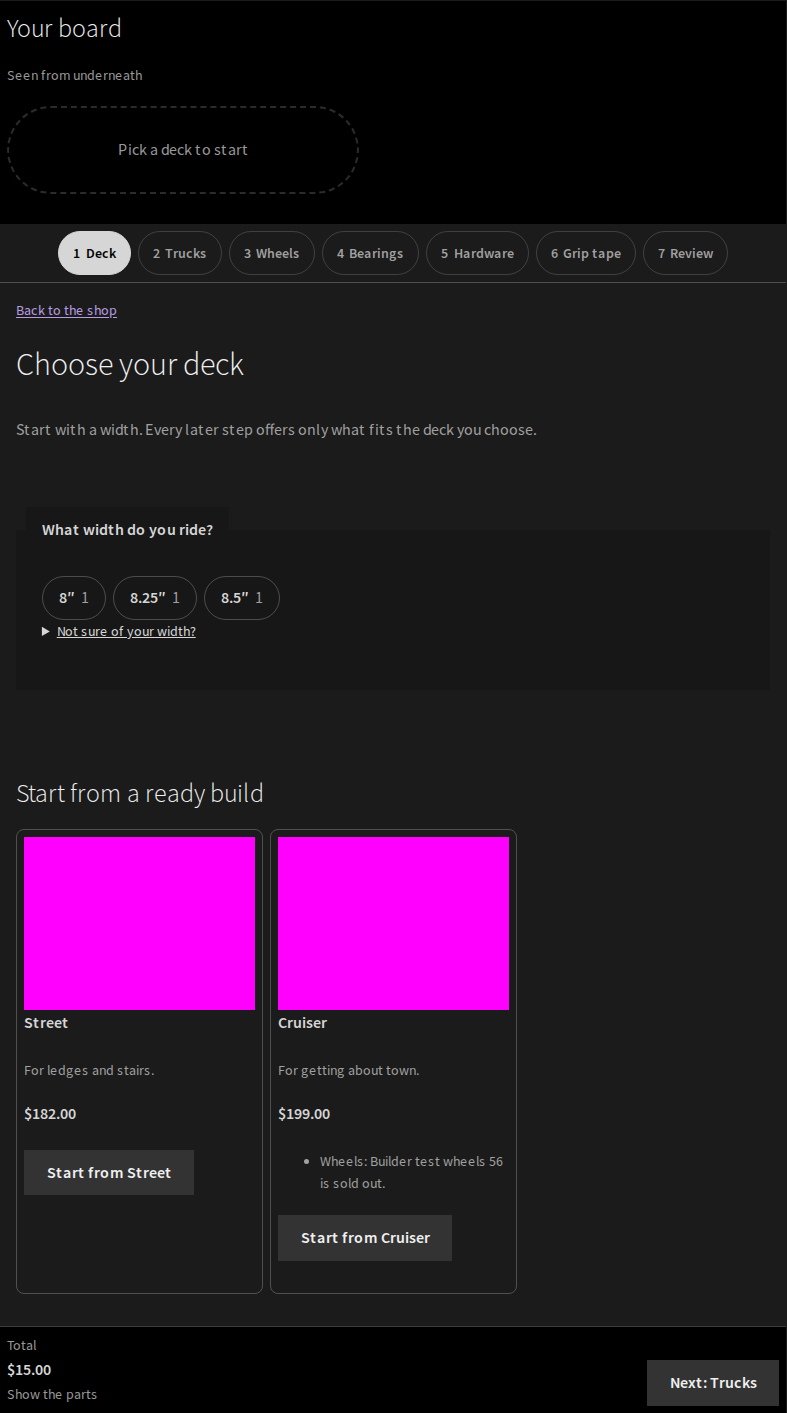 Your board
Seen from underneath
Pick a deck to start
1 Deck
2 Trucks
3 Wheels
4 Bearings
5 Hardware
6 Grip tape
7 Review
Back to the shop
Choose your deck
Start with a width. Every later step offers only what fits the deck you choose.
What width do you ride?
8″ 1
8.25″ 1
8.5″ 1
Not sure of your width?
Start from a ready build
Street
For ledges and stairs.
$182.00
Start from Street
Cruiser
For getting about town.
$199.00
Wheels: Builder test wheels 56
is sold out.
Start from Cruiser
Total
$15.00
Show the parts
Next: Trucks